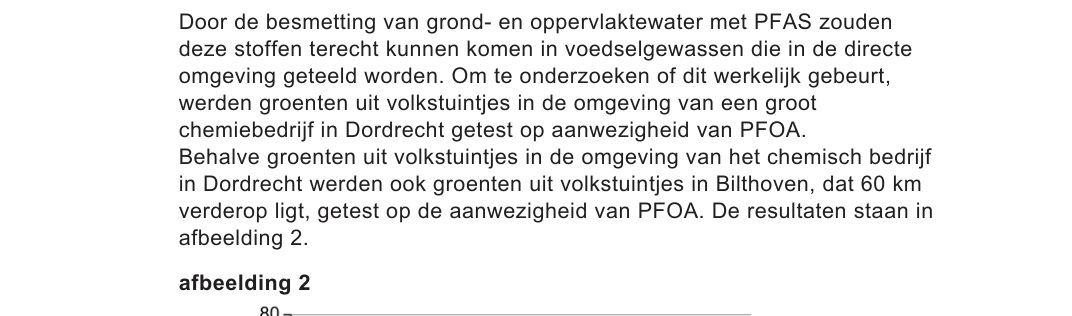 Door de besmetting van grond- en oppervlaktewater met PFAS zouden
deze stoffen terecht kunnen komen in voedselgewassen die in de directe
omgeving geteeld worden. Om te onderzoeken of dit werkelijk gebeurt,
werden groenten uit volkstuintjes in de omgeving van een groot
chemiebedrijf in Dordrecht getest op aanwezigheid van PFOA.
Behalve groenten uit volkstuintjes in de omgeving van het chemisch bedrijf
in Dordrecht werden ook groenten uit volkstuintjes in Bilthoven, dat 60 km
verderop ligt, getest op de aanwezigheid van PFOA. De resultaten staan in
afbeelding 2.
afbeelding 2
80